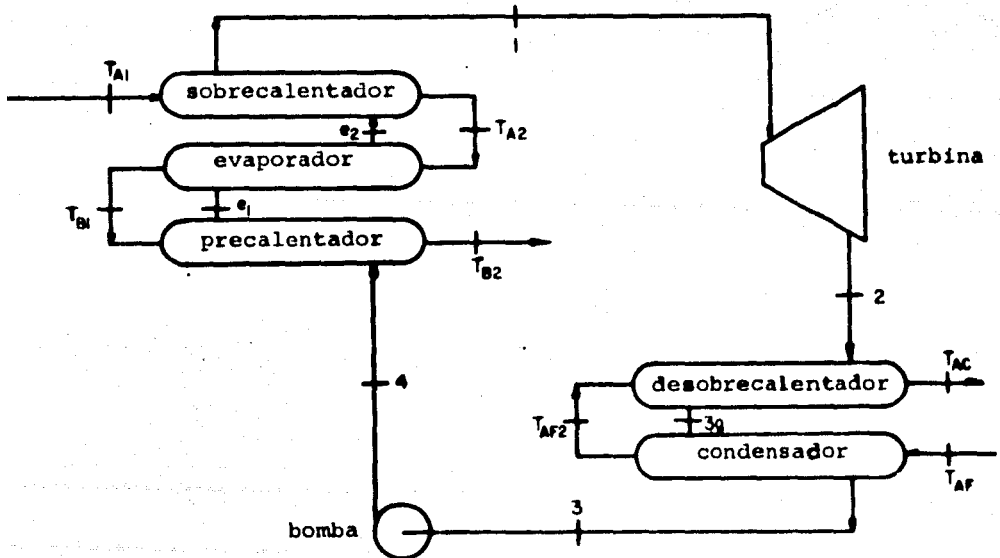 1
T_A1
sobrecalentador
e_2
T_A2
evaporador
turbina
T_B1
e_1
precalentador
T_B2
2
desobrecalentador
T_AC
4
T_AF2
3g
condensador
T_AF
3
bomba